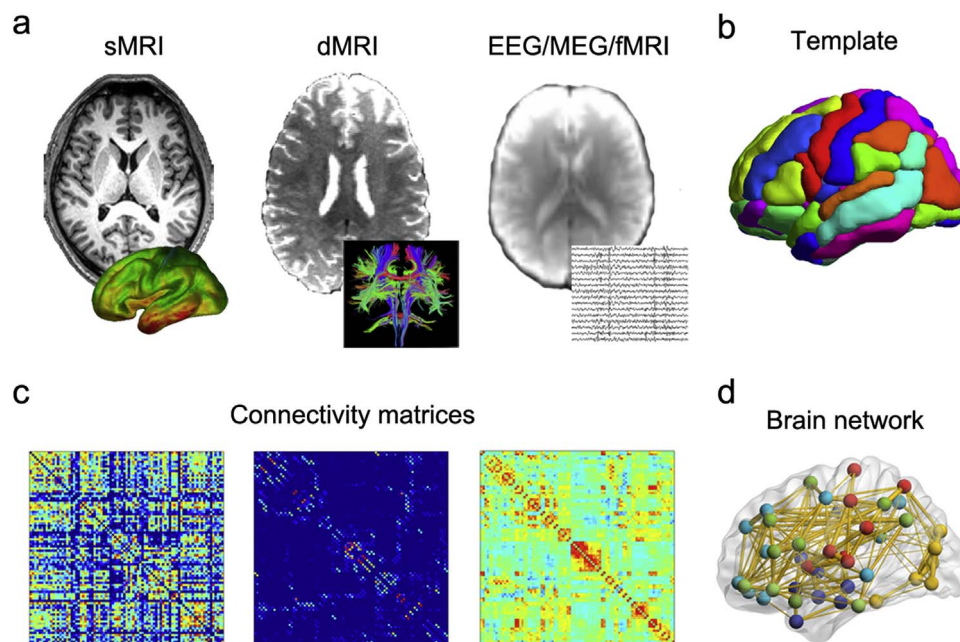 a
sMRI
dMRI
EEG/MEG/fMRI
b
Template
c
Connectivity matrices
d
Brain network